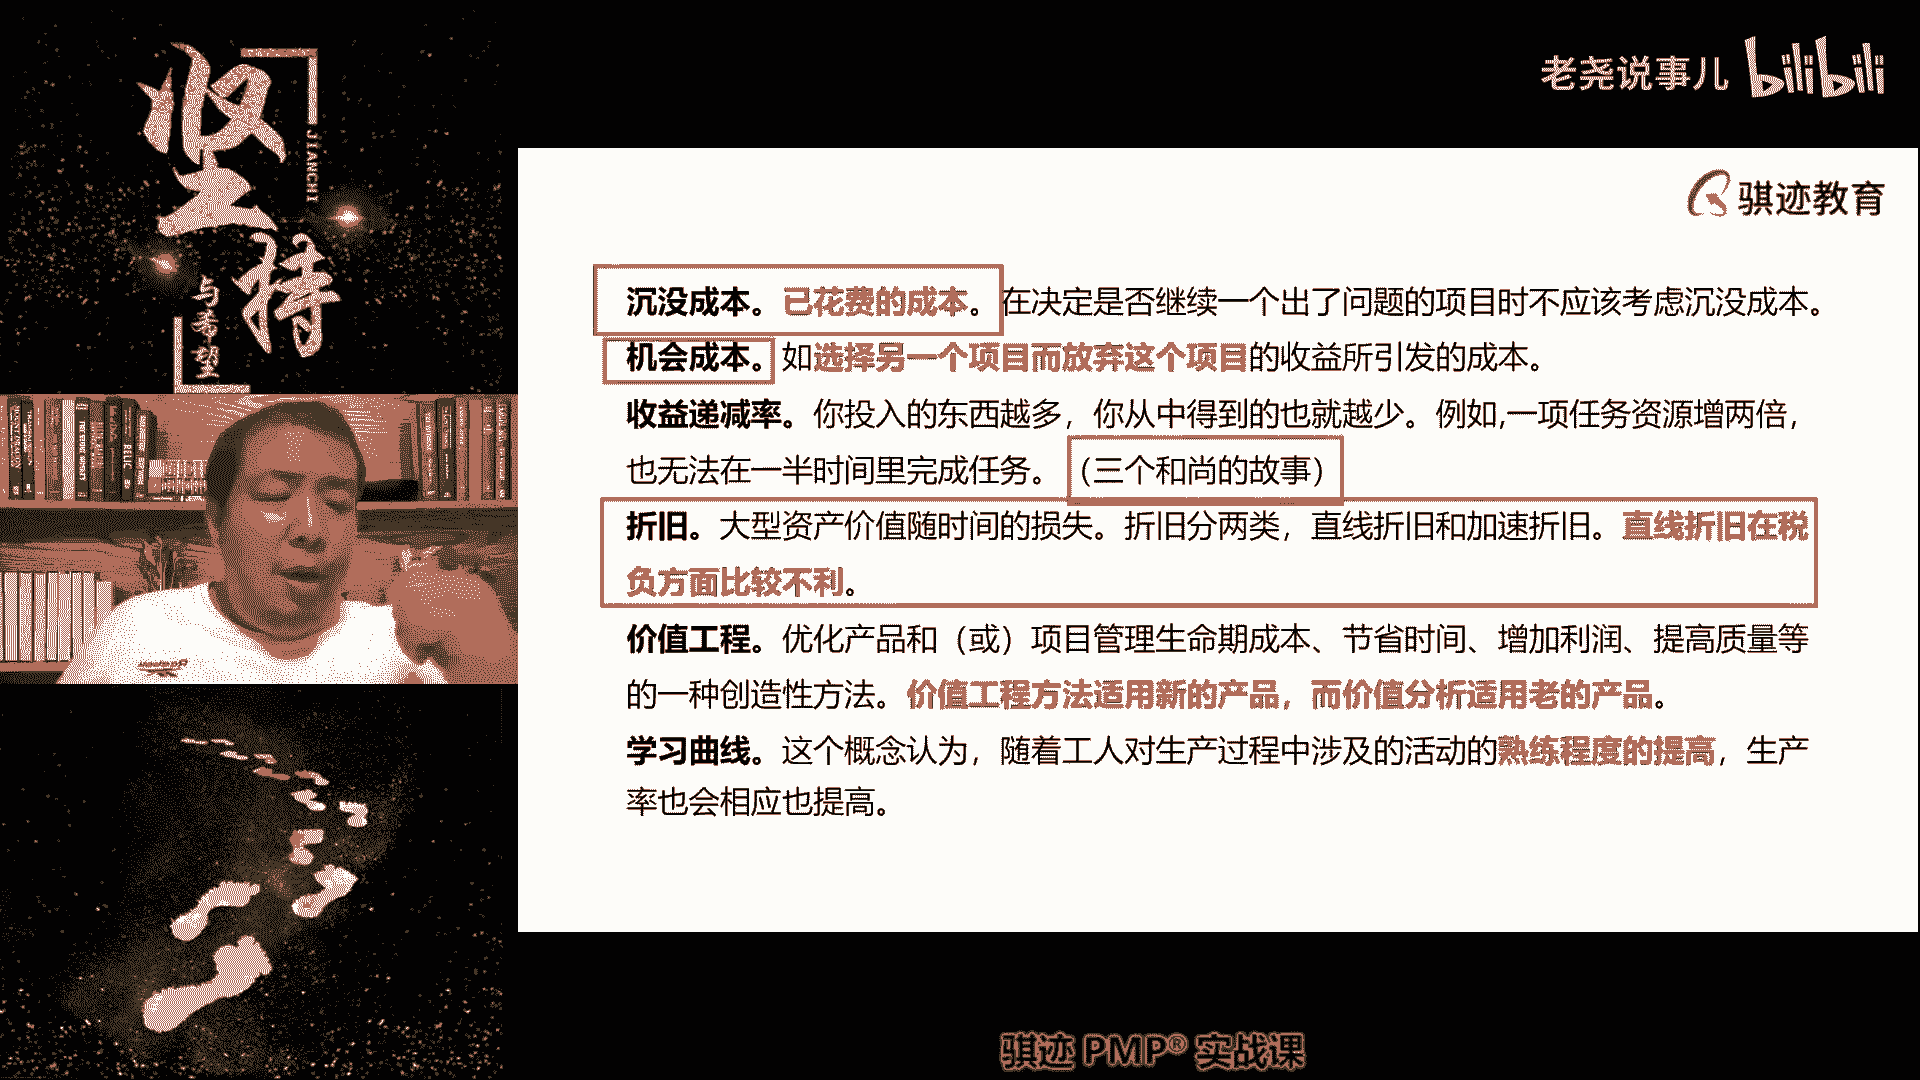 坚持
JIANCHI
与希望
老尧说事儿 bilibili
骐迹教育
沉没成本。已花费的成本。在决定是否继续一个出了问题的项目时不应该考虑沉没成本。
机会成本。如选择另一个项目而放弃这个项目的收益所引发的成本。
收益递减率。你投入的东西越多，你从中得到的也就越少。例如,一项任务资源增两倍，
也无法在一半时间里完成任务。（三个和尚的故事）
折旧。大型资产价值随时间的损失。折旧分两类，直线折旧和加速折旧。直线折旧在税
负方面比较不利。
价值工程。优化产品和（或）项目管理生命期成本、节省时间、增加利润、提高质量等
的一种创造性方法。价值工程方法适用新的产品，而价值分析适用老的产品。
学习曲线。这个概念认为，随着工人对生产过程中涉及的活动的熟练程度的提高，生产
率也会相应也提高。
骐迹 PMP® 实战课